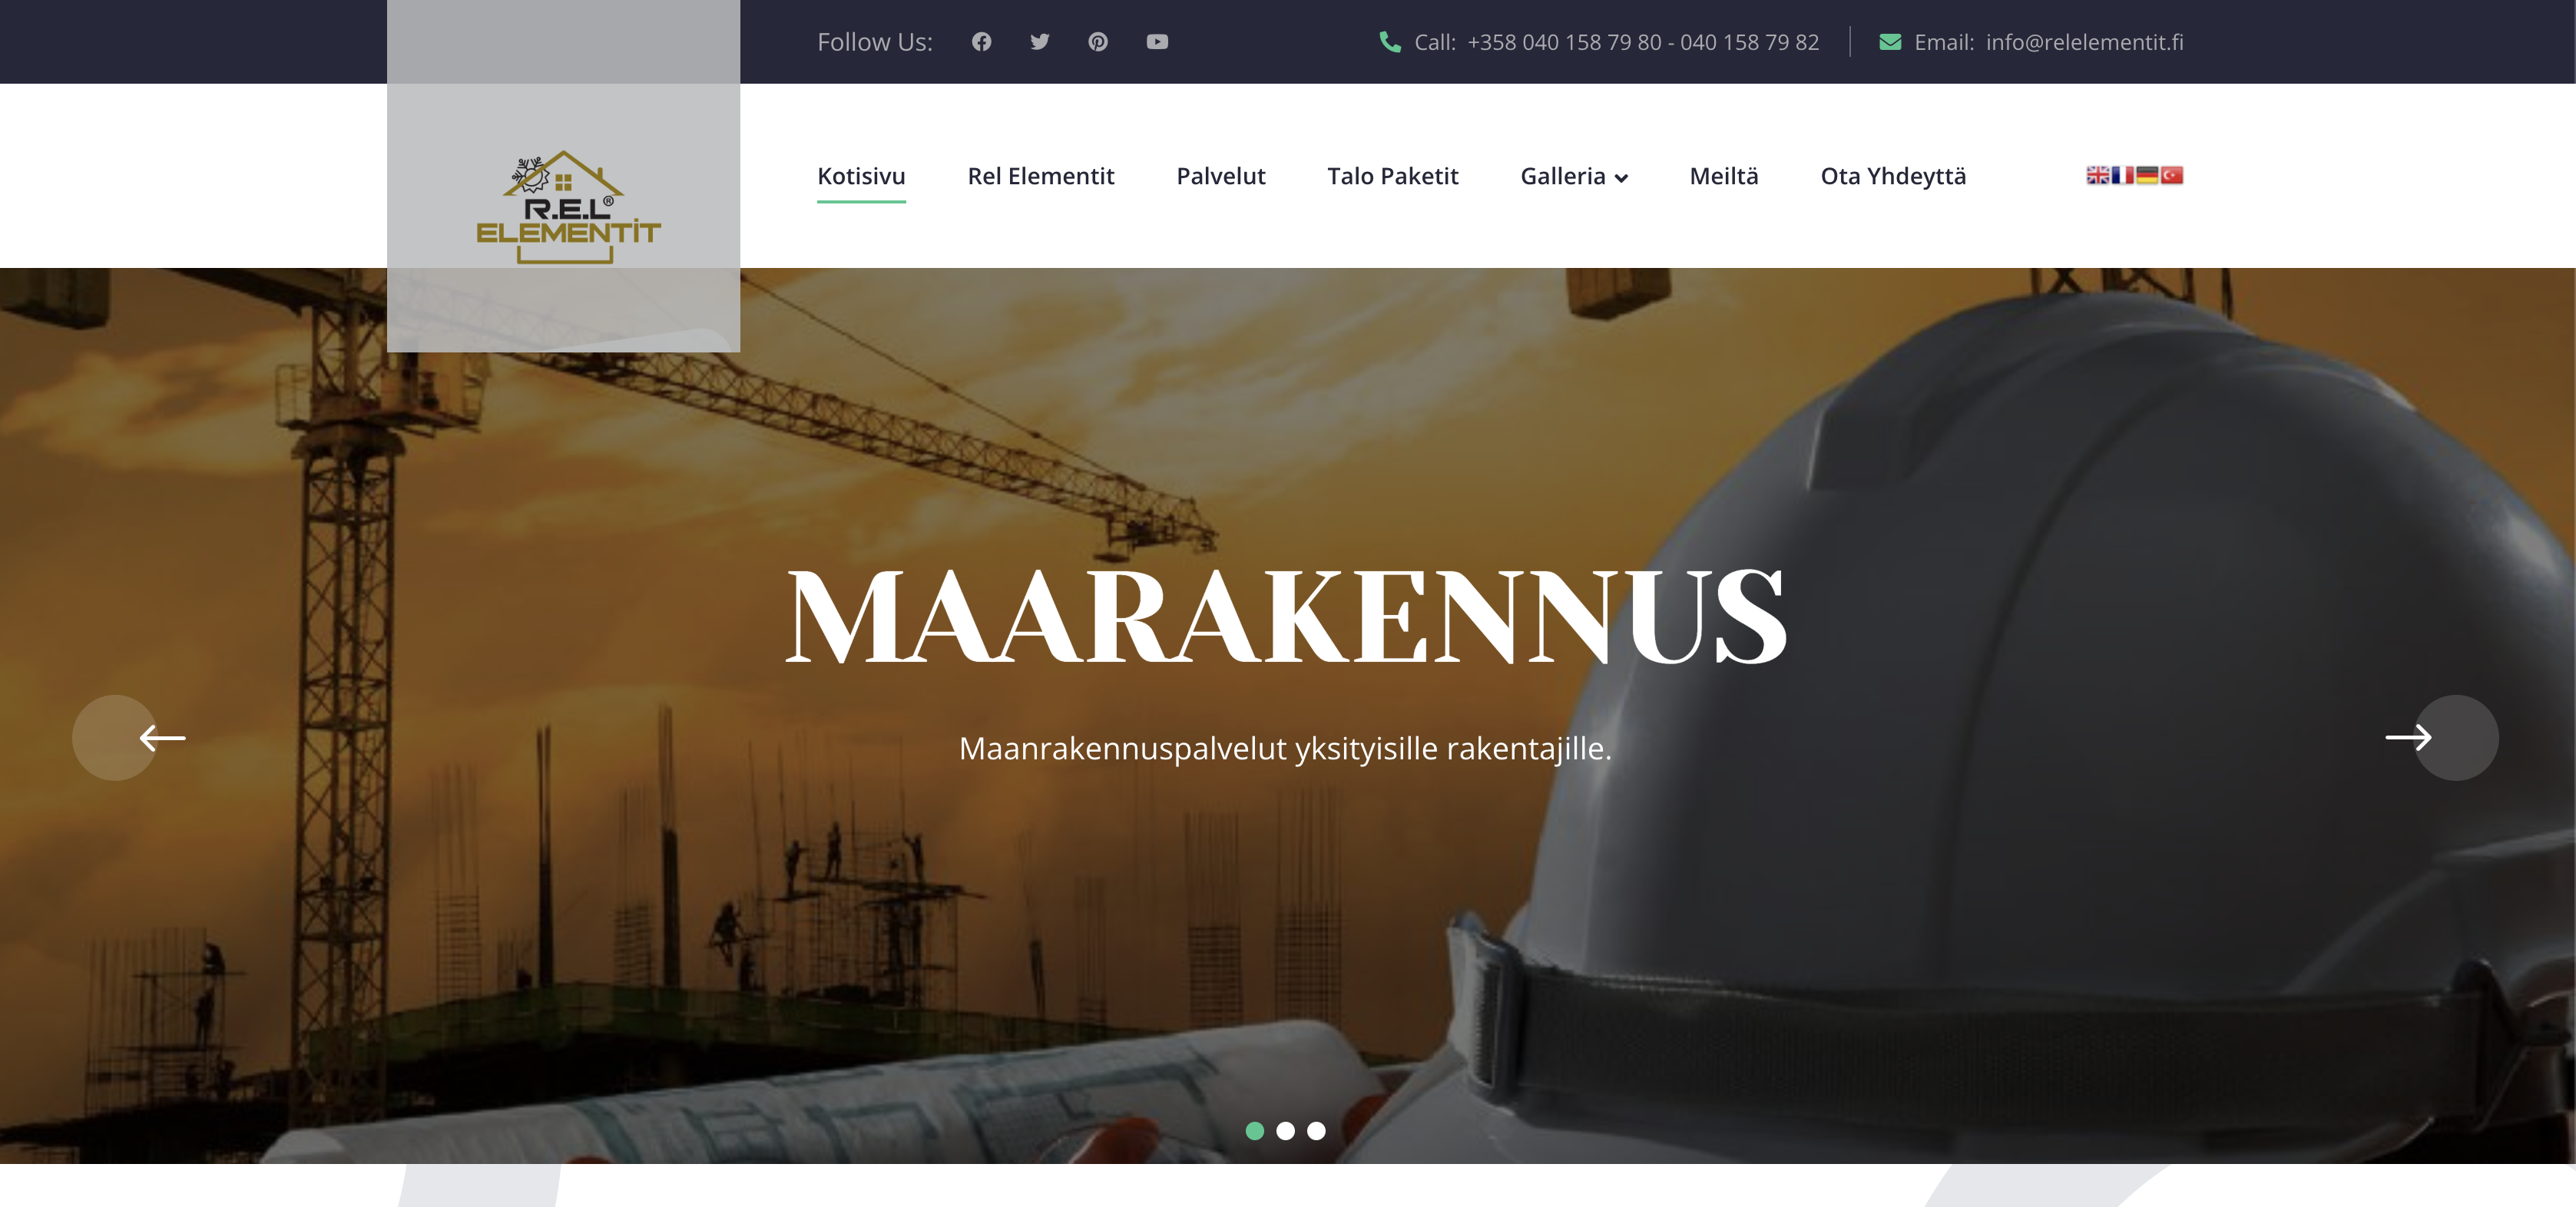 Follow Us:
Call: +358 040 158 79 80 - 040 158 79 82
Email: info@relelementit.fi
R.E.L®
ELEMENTİT
Kotisivu
Rel Elementit
Palvelut
Talo Paketit
Galleria
Meiltä
Ota Yhdeyttä
MAARAKENNUS
Maanrakennuspalvelut yksityisille rakentajille.